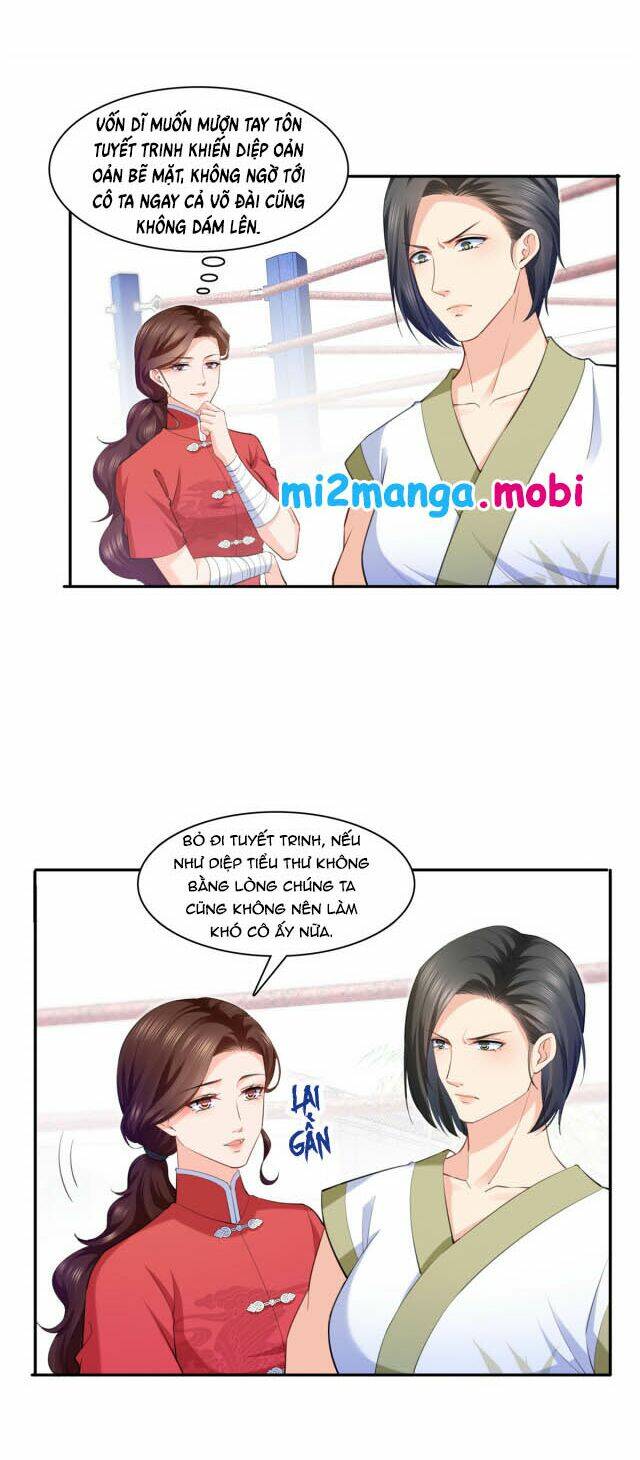 VỐN DĨ MUỐN MƯỢN TAY TÔN
TUYẾT TRINH KHIẾN DIỆP OẢN
OẢN BẼ MẶT, KHÔNG NGỜ TỚI
CÔ TA NGAY CẢ VÕ ĐÀI CŨNG
KHÔNG DÁM LÊN.
mi2manga.mobi
BỎ ĐI TUYẾT TRINH, NẾU
NHƯ DIỆP TIỂU THƯ KHÔNG
BẰNG LÒNG CHÚNG TA
CŨNG KHÔNG NÊN LÀM
KHÓ CÔ ẤY NỮA.
LẠI
GẦN